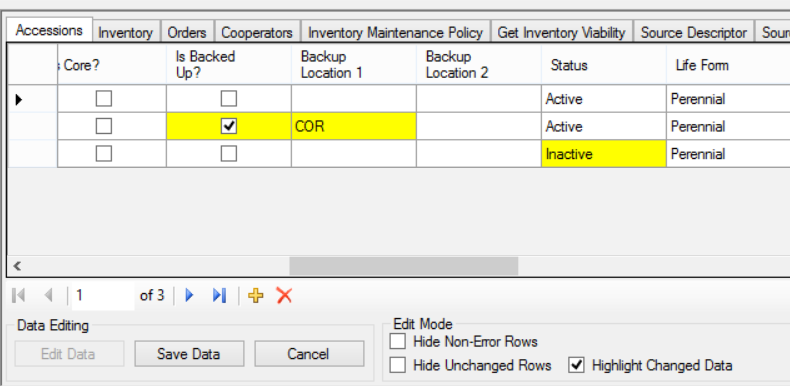 Accessions Inventory Orders Cooperators Inventory Maintenance Policy Get Inventory Viability Source Descriptor Sour
s Core? Is Backed Up? Backup Location 1 Backup Location 2 Status Life Form
Active Perennial
COR Active Perennial
Inactive Perennial
1 of 3
Data Editing
Edit Data Save Data Cancel
Edit Mode
Hide Non-Error Rows
Hide Unchanged Rows Highlight Changed Data